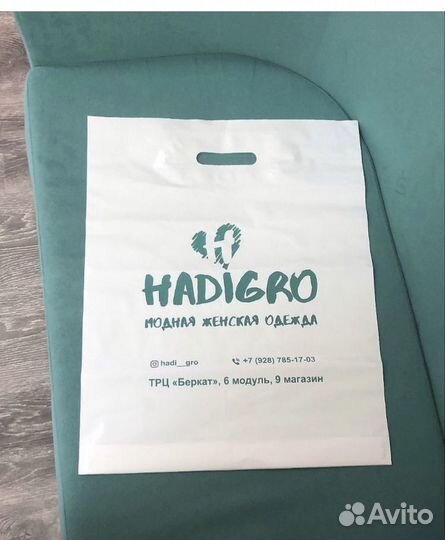 H
HADIGRO
МОДНАЯ ЖЕНСКАЯ ОДЕЖДА
hadi__gro +7 (928) 785-17-03
ТРЦ «Беркат», 6 модуль, 9 магазин
Avito